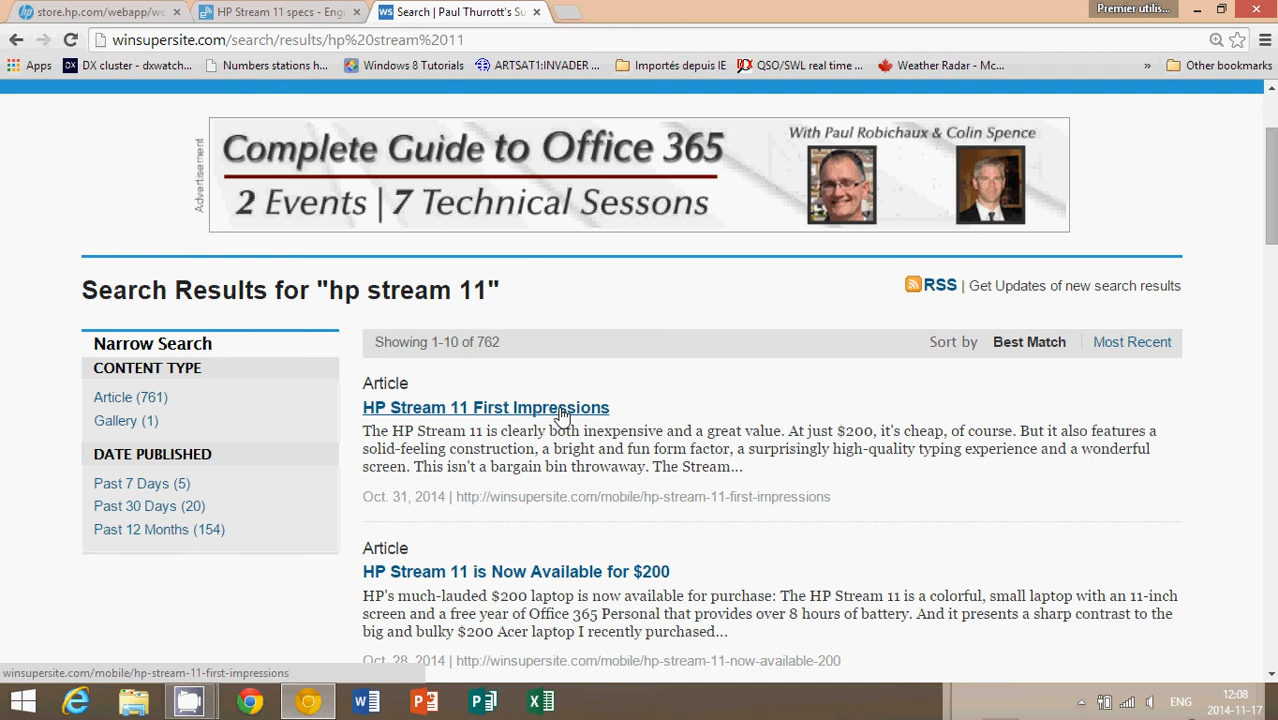 store.hp.com/webapp/wc
HP Stream 11 specs - Eng
WS Search | Paul Thurrott's Su
Premier utilis...
winsupersite.com/search/results/hp%20stream%2011
Apps DX cluster - dxwatch... Numbers stations h... Windows 8 Tutorials ARTSAT1:INVADER ... Importés depuis IE QSO/SWL real time ... Weather Radar - Mc... » Other bookmarks
Advertisement
Complete Guide to Office 365
2 Events | 7 Technical Sessons
With Paul Robichaux & Colin Spence
Search Results for "hp stream 11"
RSS | Get Updates of new search results
Narrow Search
CONTENT TYPE
Article (761)
Gallery (1)
DATE PUBLISHED
Past 7 Days (5)
Past 30 Days (20)
Past 12 Months (154)
Showing 1-10 of 762
Sort by Best Match | Most Recent
Article
HP Stream 11 First Impressions
The HP Stream 11 is clearly both inexpensive and a great value. At just $200, it's cheap, of course. But it also features a
solid-feeling construction, a bright and fun form factor, a surprisingly high-quality typing experience and a wonderful
screen. This isn't a bargain bin throwaway. The Stream...
Oct. 31, 2014 | http://winsupersite.com/mobile/hp-stream-11-first-impressions
Article
HP Stream 11 is Now Available for $200
HP's much-lauded $200 laptop is now available for purchase: The HP Stream 11 is a colorful, small laptop with an 11-inch
screen and a free year of Office 365 Personal that provides over 8 hours of battery. And it presents a sharp contrast to the
big and bulky $200 Acer laptop I recently purchased...
Oct. 28, 2014 | http://winsupersite.com/mobile/hp-stream-11-now-available-200
winsupersite.com/mobile/hp-stream-11-first-impressions
ENG
12:08
2014-11-17